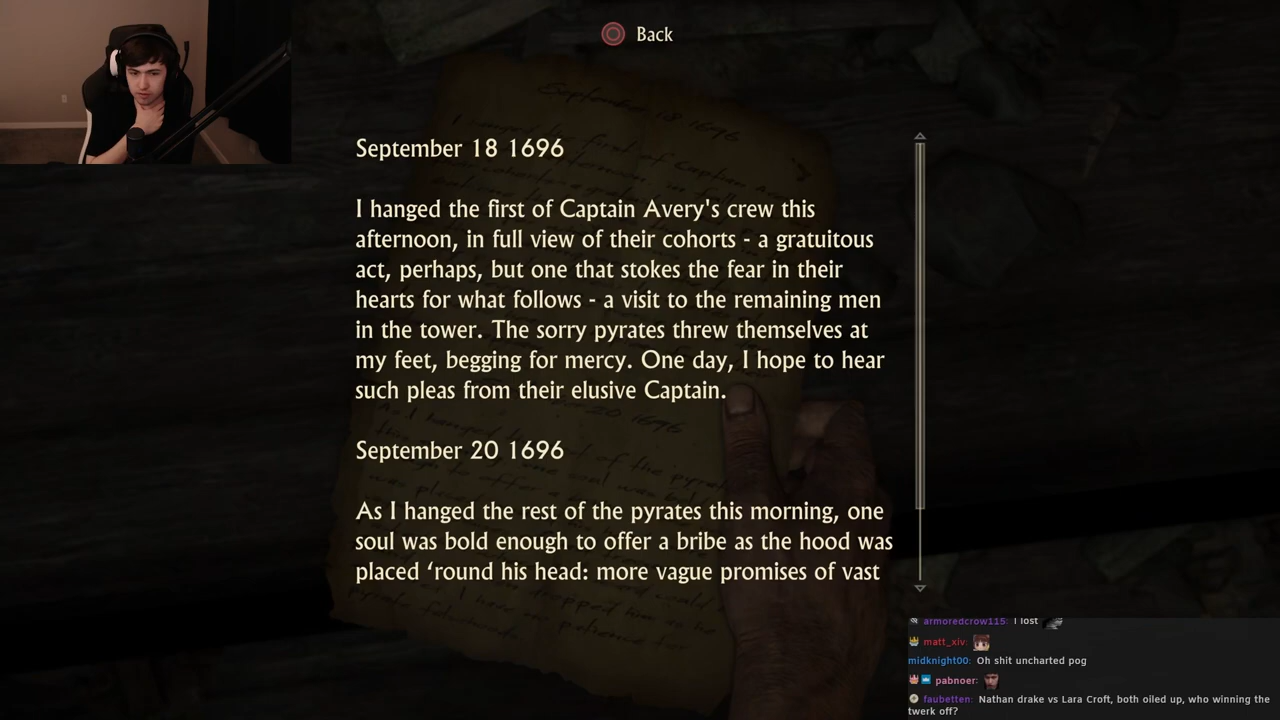 Back
September 18 1696
I hanged the first of Captain Avery's crew this
afternoon, in full view of their cohorts - a gratuitous
act, perhaps, but one that stokes the fear in their
hearts for what follows - a visit to the remaining men
in the tower. The sorry pyrates threw themselves at
my feet, begging for mercy. One day, I hope to hear
such pleas from their elusive Captain.
September 20 1696
As I hanged the rest of the pyrates this morning, one
soul was bold enough to offer a bribe as the hood was
placed ‘round his head: more vague promises of vast
armoredcrow115: I lost
matt_xiv:
midknight00: Oh shit uncharted pog
pabnoer:
faubetten: Nathan drake vs Lara Croft, both oiled up, who winning the
twerk off?